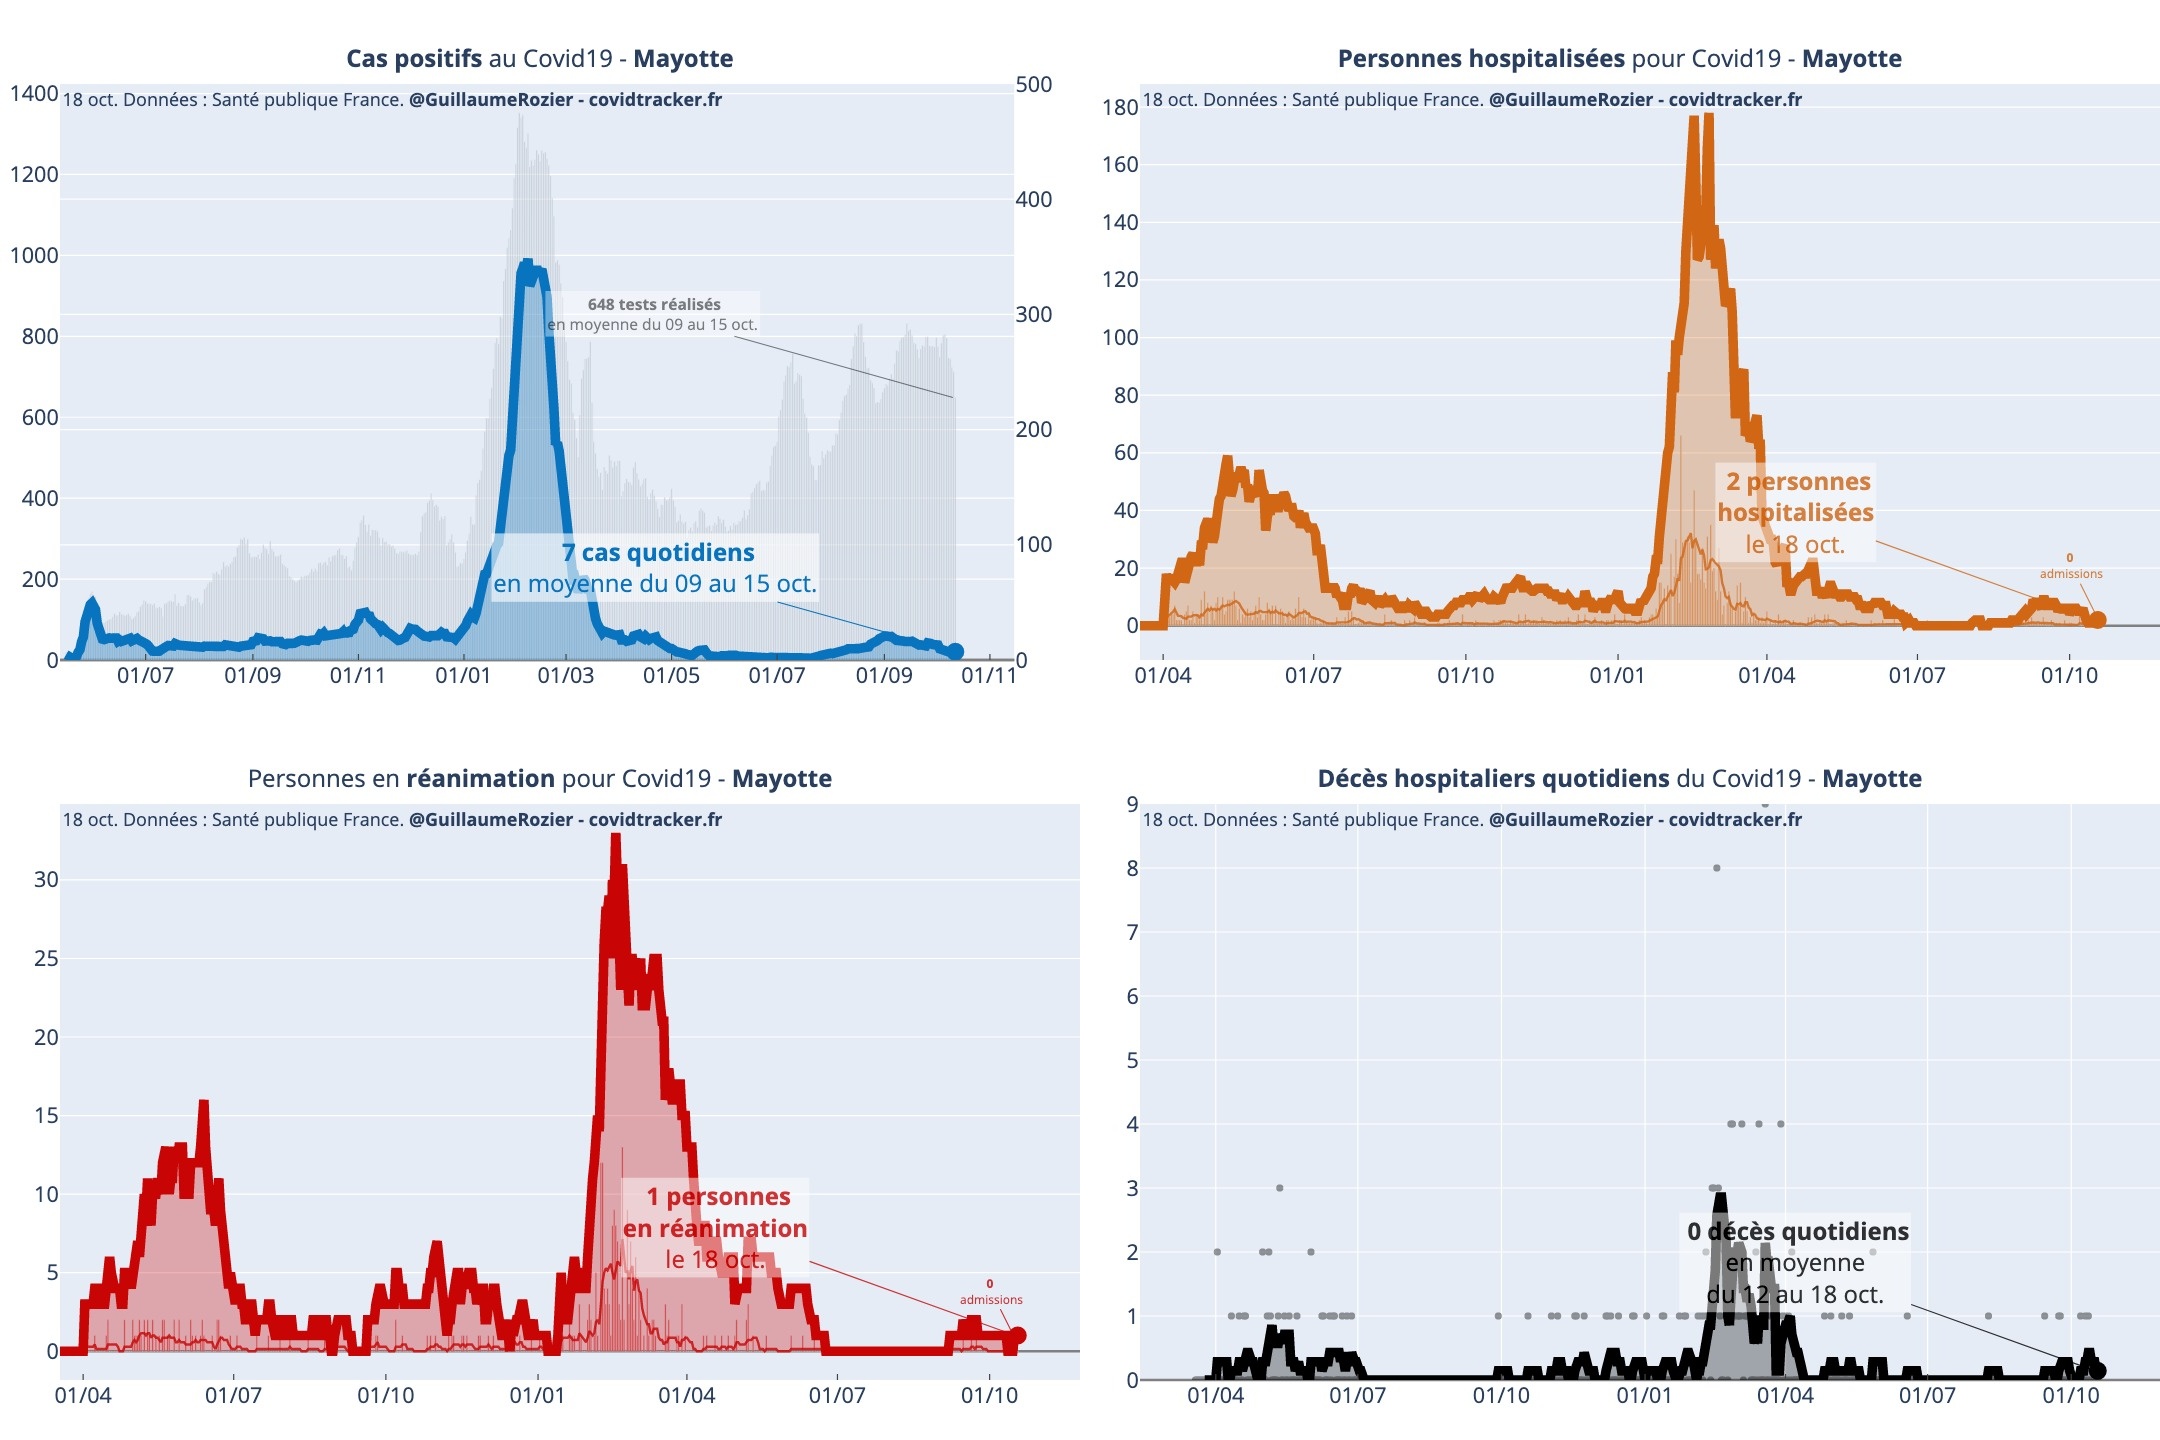 Cas positifs au Covid19 - Mayotte
18 oct. Données : Santé publique France. @GuillaumeRozier - covidtracker.fr
1400
1200
1000
800
600
400
200
0
500
400
300
200
100
0
648 tests réalisés
en moyenne du 09 au 15 oct.
7 cas quotidiens
en moyenne du 09 au 15 oct.
01/07 01/09 01/11 01/01 01/03 01/05 01/07 01/09 01/11
Personnes hospitalisées pour Covid19 - Mayotte
18 oct. Données : Santé publique France. @GuillaumeRozier - covidtracker.fr
180
160
140
120
100
80
60
40
20
0
2 personnes
hospitalisées
le 18 oct.
0
admissions
01/04 01/07 01/10 01/01 01/04 01/07 01/10
Personnes en réanimation pour Covid19 - Mayotte
18 oct. Données : Santé publique France. @GuillaumeRozier - covidtracker.fr
30
25
20
15
10
5
0
1 personnes
en réanimation
le 18 oct.
0
admissions
01/04 01/07 01/10 01/01 01/04 01/07 01/10
Décès hospitaliers quotidiens du Covid19 - Mayotte
18 oct. Données : Santé publique France. @GuillaumeRozier - covidtracker.fr
9
8
7
6
5
4
3
2
1
0
0 décès quotidiens
en moyenne
du 12 au 18 oct.
01/04 01/07 01/10 01/01 01/04 01/07 01/10